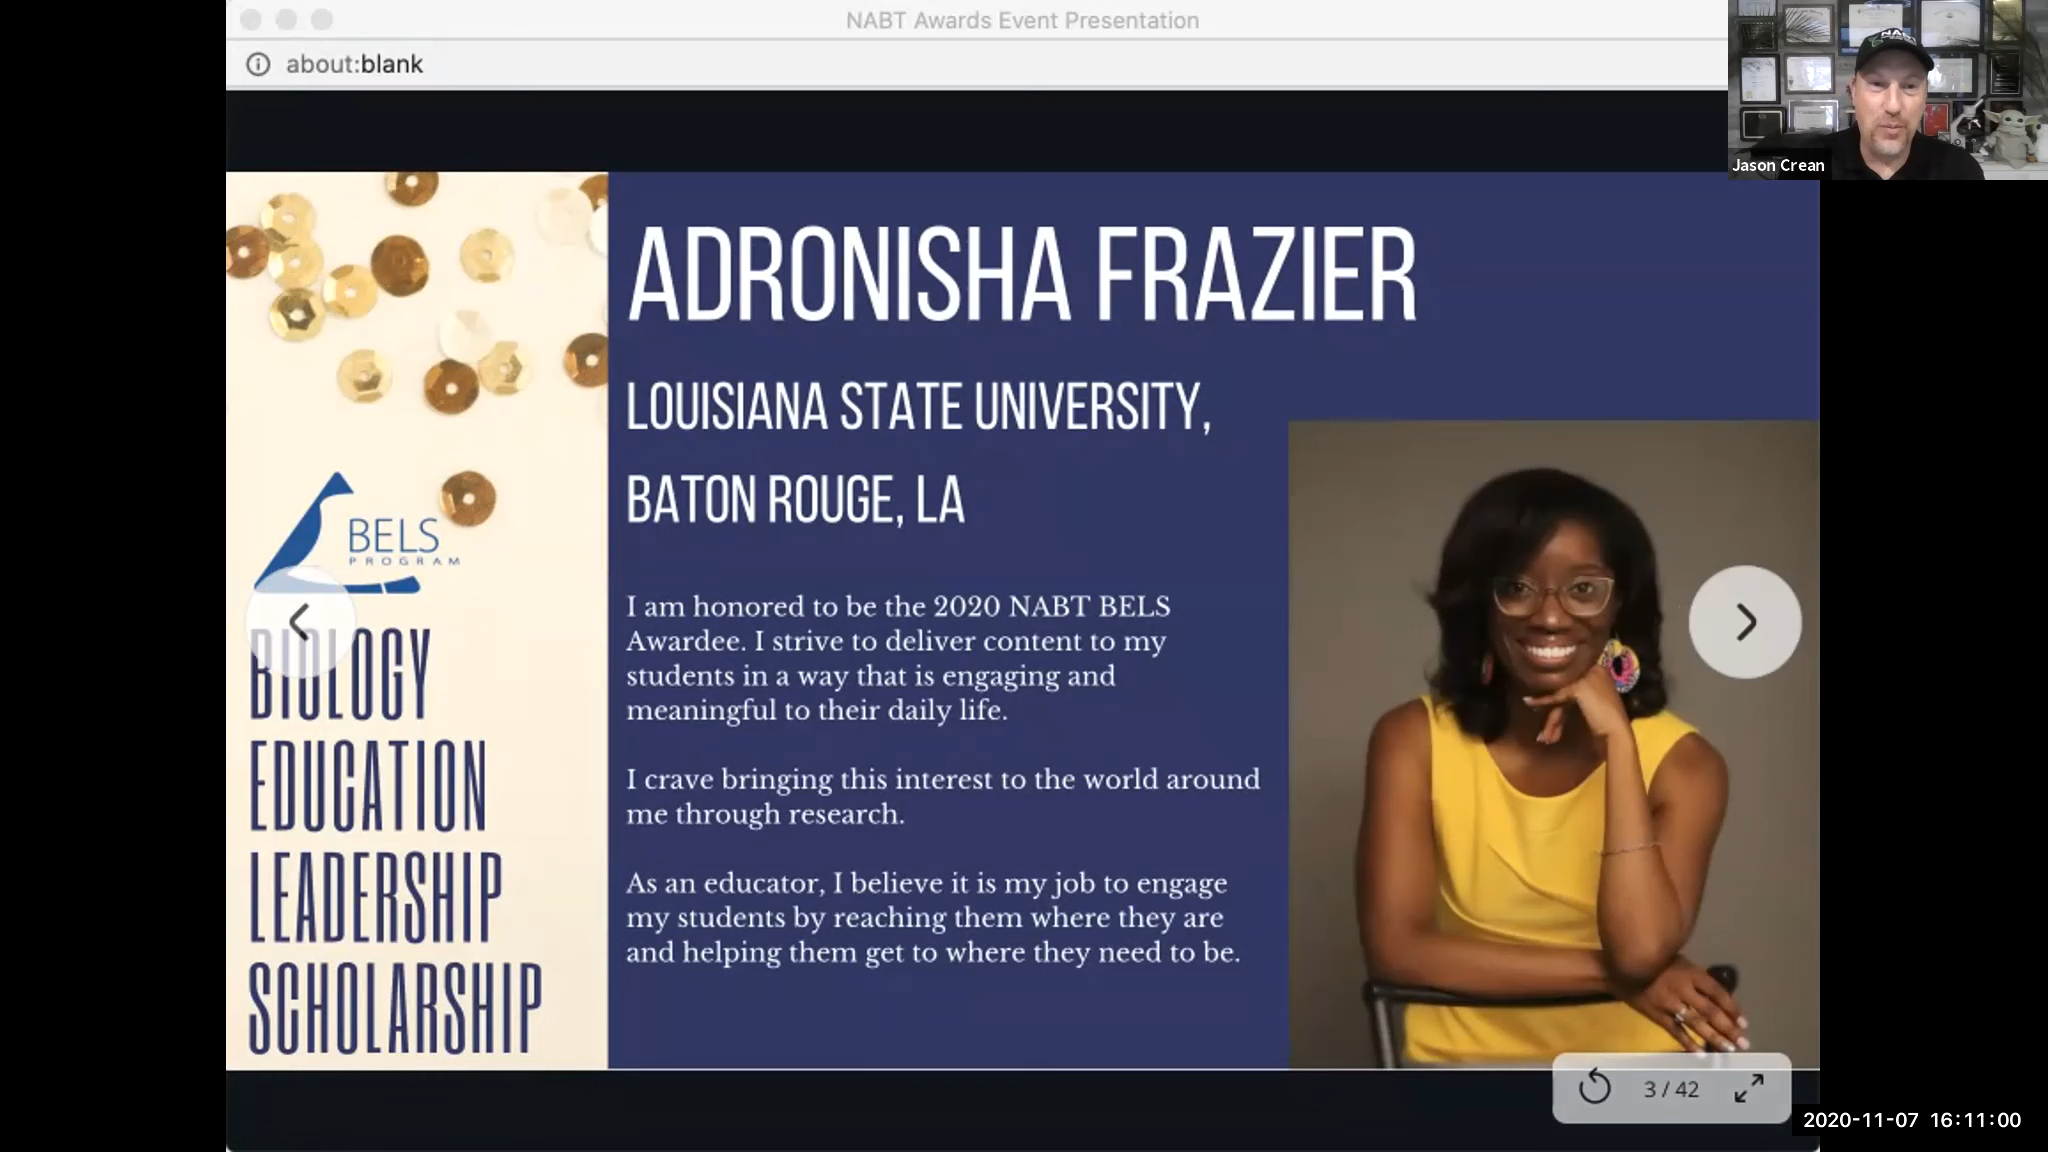 NABT Awards Event Presentation
about:blank
NABT
Jason Crean
ADRONISHA FRAZIER
LOUISIANA STATE UNIVERSITY,
BATON ROUGE, LA
BELS
PROGRAM
BIOLOGY
EDUCATION
LEADERSHIP
SCHOLARSHIP
I am honored to be the 2020 NABT BELS
Awardee. I strive to deliver content to my
students in a way that is engaging and
meaningful to their daily life.
I crave bringing this interest to the world around
me through research.
As an educator, I believe it is my job to engage
my students by reaching them where they are
and helping them get to where they need to be.
3 / 42
2020-11-07 16:11:00